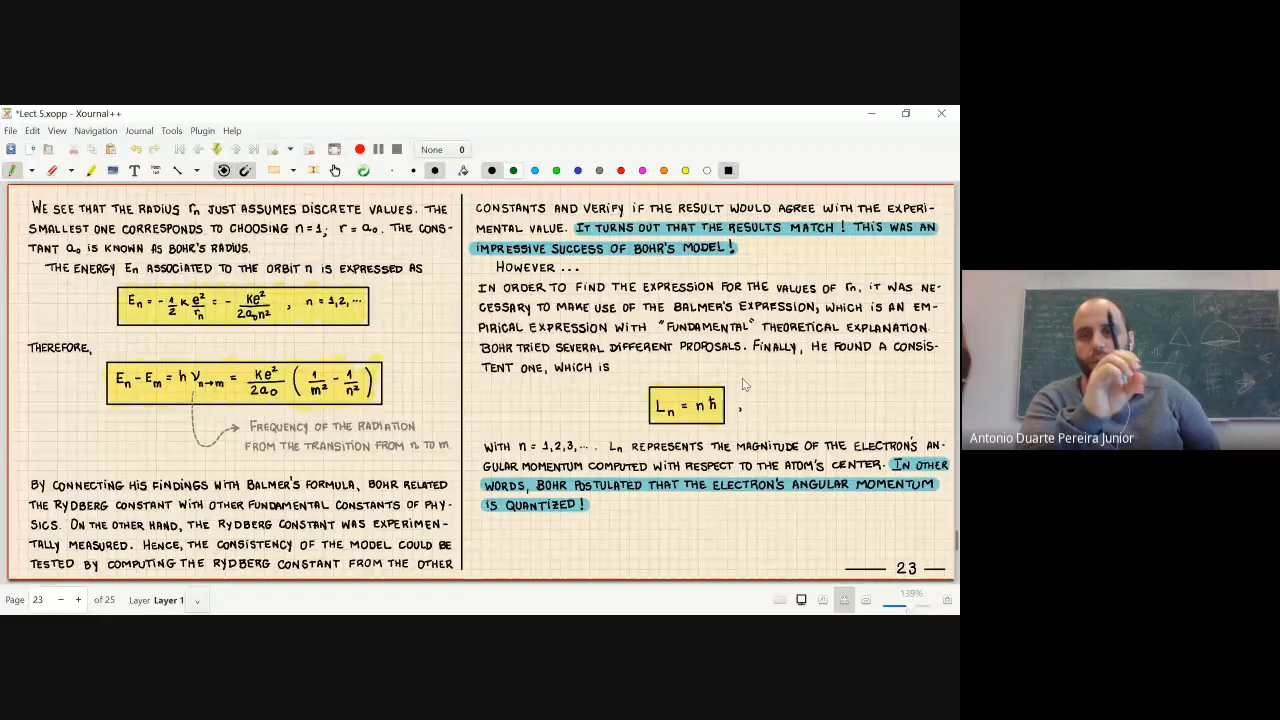 *Lect 5.xopp - Xournal++
File Edit View Navigation Journal Tools Plugin Help
None 0
WE SEE THAT THE RADIUS rn JUST ASSUMES DISCRETE VALUES. THE
SMALLEST ONE CORRESPONDS TO CHOOSING n=1; r = a₀. THE CONS-
TANT a₀ IS KNOWN AS BOHR'S RADIUS.
THE ENERGY En ASSOCIATED TO THE ORBIT n IS EXPRESSED AS
En = - 1/2 k e²/rn = - ke²/2a₀n² , n = 1,2,...
THEREFORE,
En - Em = h νn→m = ke²/2a₀ (1/m² - 1/n²)
FREQUENCY OF THE RADIATION
FROM THE TRANSITION FROM n TO m
BY CONNECTING HIS FINDINGS WITH BALMER'S FORMULA, BOHR RELATED
THE RYDBERG CONSTANT WITH OTHER FUNDAMENTAL CONSTANTS OF PHY-
SICS. ON THE OTHER HAND, THE RYDBERG CONSTANT WAS EXPERIMEN-
TALLY MEASURED. HENCE, THE CONSISTENCY OF THE MODEL COULD BE
TESTED BY COMPUTING THE RYDBERG CONSTANT FROM THE OTHER
CONSTANTS AND VERIFY IF THE RESULT WOULD AGREE WITH THE EXPERI-
MENTAL VALUE. IT TURNS OUT THAT THE RESULTS MATCH! THIS WAS AN
IMPRESSIVE SUCCESS OF BOHR'S MODEL!
HOWEVER ...
IN ORDER TO FIND THE EXPRESSION FOR THE VALUES OF rn, IT WAS NE-
CESSARY TO MAKE USE OF THE BALMER'S EXPRESSION, WHICH IS AN EM-
PIRICAL EXPRESSION WITH "FUNDAMENTAL" THEORETICAL EXPLANATION.
BOHR TRIED SEVERAL DIFFERENT PROPOSALS. FINALLY, HE FOUND A CONSIS-
TENT ONE, WHICH IS
Ln = n ℏ ,
WITH n = 1,2,3,... . Ln REPRESENTS THE MAGNITUDE OF THE ELECTRON'S AN-
GULAR MOMENTUM COMPUTED WITH RESPECT TO THE ATOM'S CENTER. IN OTHER
WORDS, BOHR POSTULATED THAT THE ELECTRON'S ANGULAR MOMENTUM
IS QUANTIZED!
23
Page 23 of 25 Layer Layer 1
139%
Antonio Duarte Pereira Junior